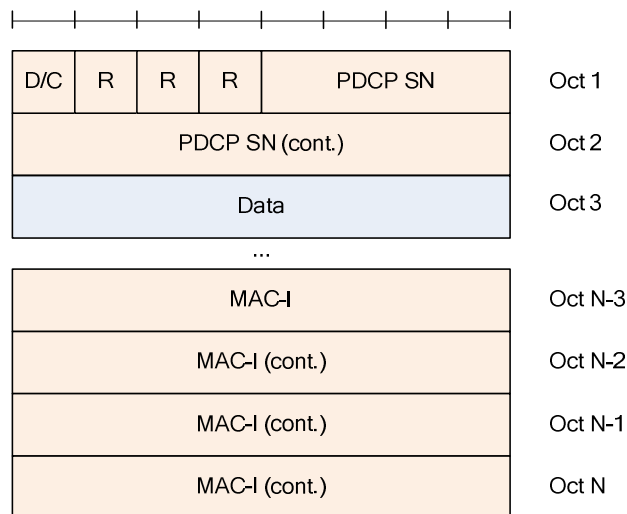 D/C R R R PDCP SN Oct 1
PDCP SN (cont.) Oct 2
Data Oct 3
...
MAC-I Oct N-3
MAC-I (cont.) Oct N-2
MAC-I (cont.) Oct N-1
MAC-I (cont.) Oct N